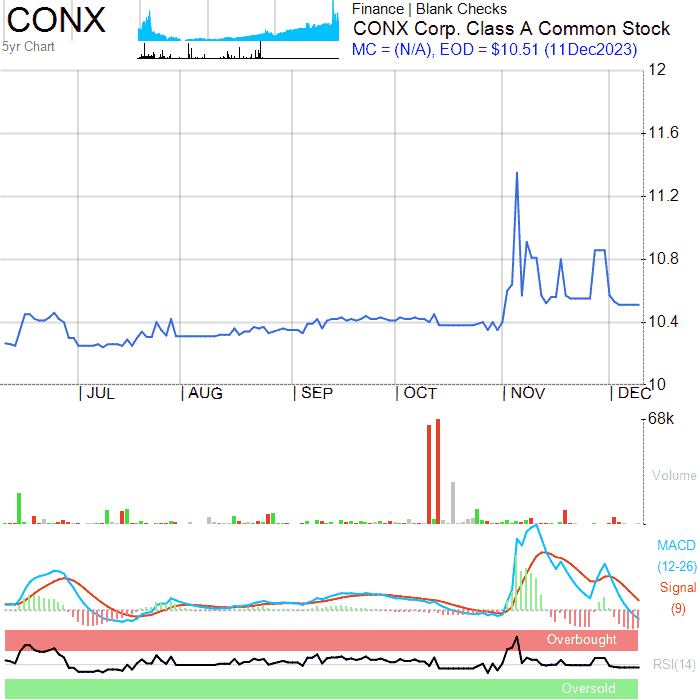 CONX
5yr Chart
Finance | Blank Checks
CONX Corp. Class A Common Stock
MC = (N/A), EOD = $10.51 (11Dec2023)
12
11.6
11.2
10.8
10.4
10
JUL AUG SEP OCT NOV DEC
68k
Volume
MACD
(12-26)
Signal
(9)
Overbought
RSI(14)
Oversold